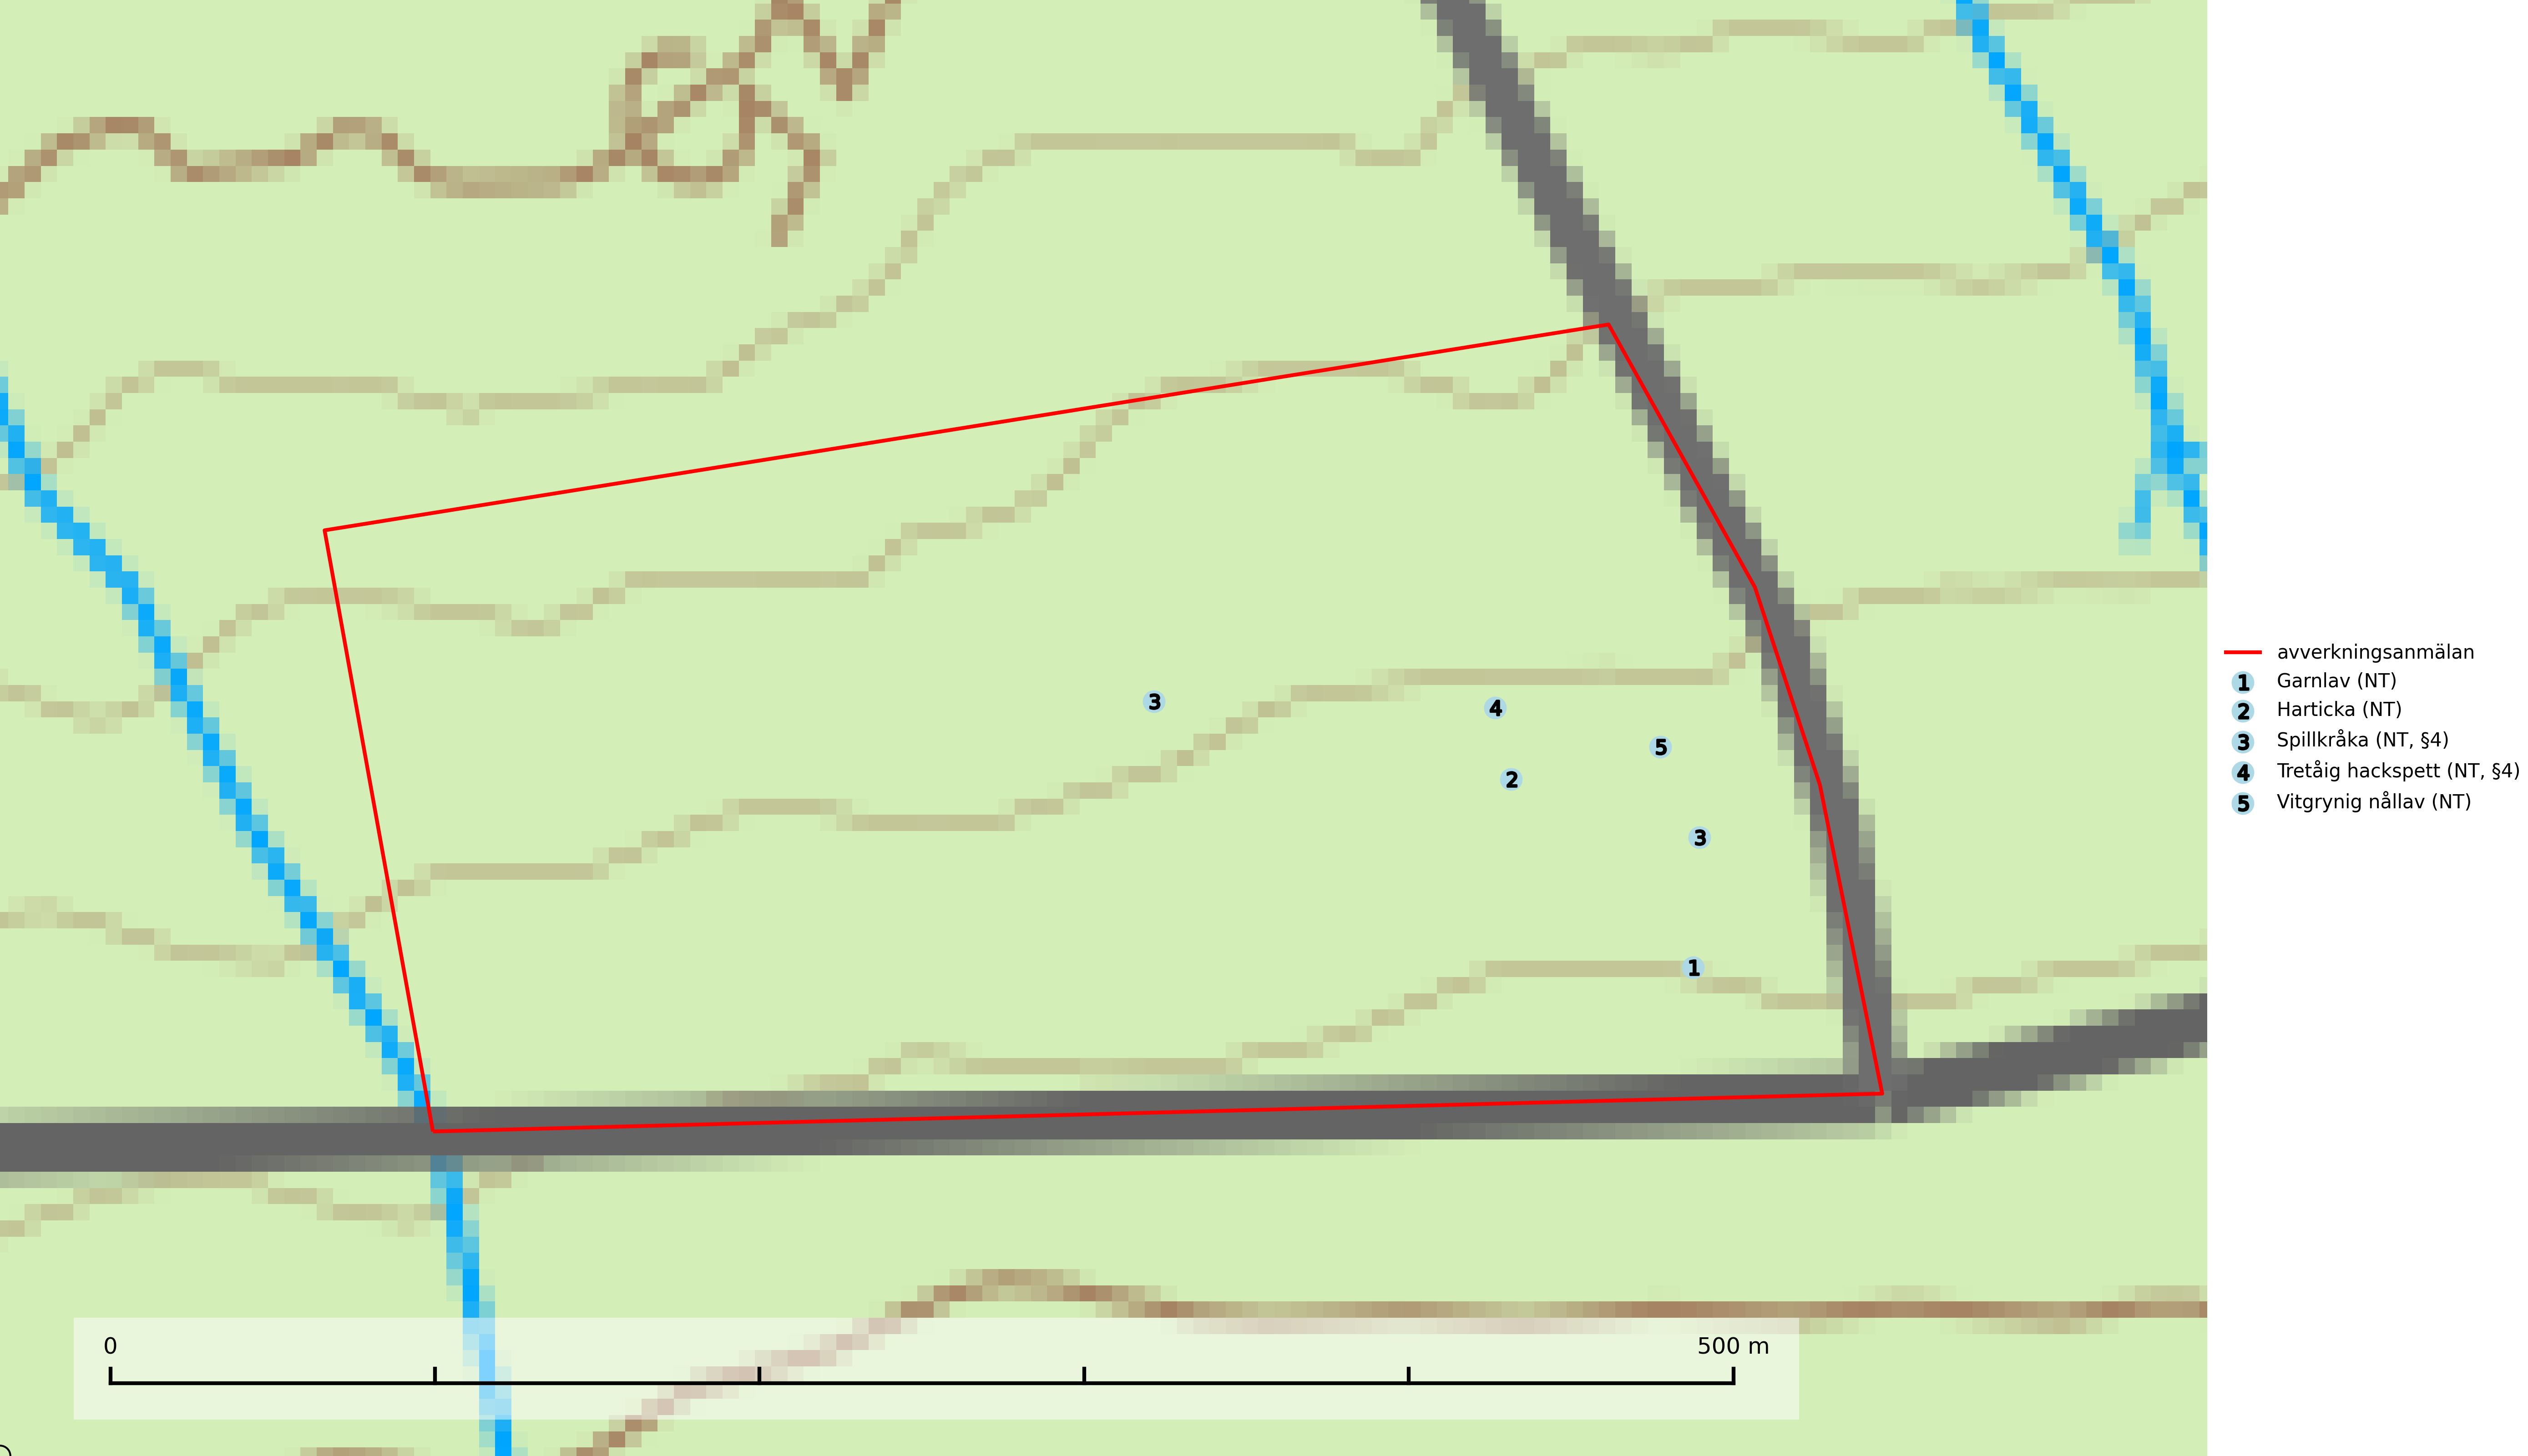 3
4
5
2
3
1
avverkningsanmälan
1 Garnlav (NT)
2 Harticka (NT)
3 Spillkråka (NT, §4)
4 Tretåig hackspett (NT, §4)
5 Vitgrynig nållav (NT)
0 500 m